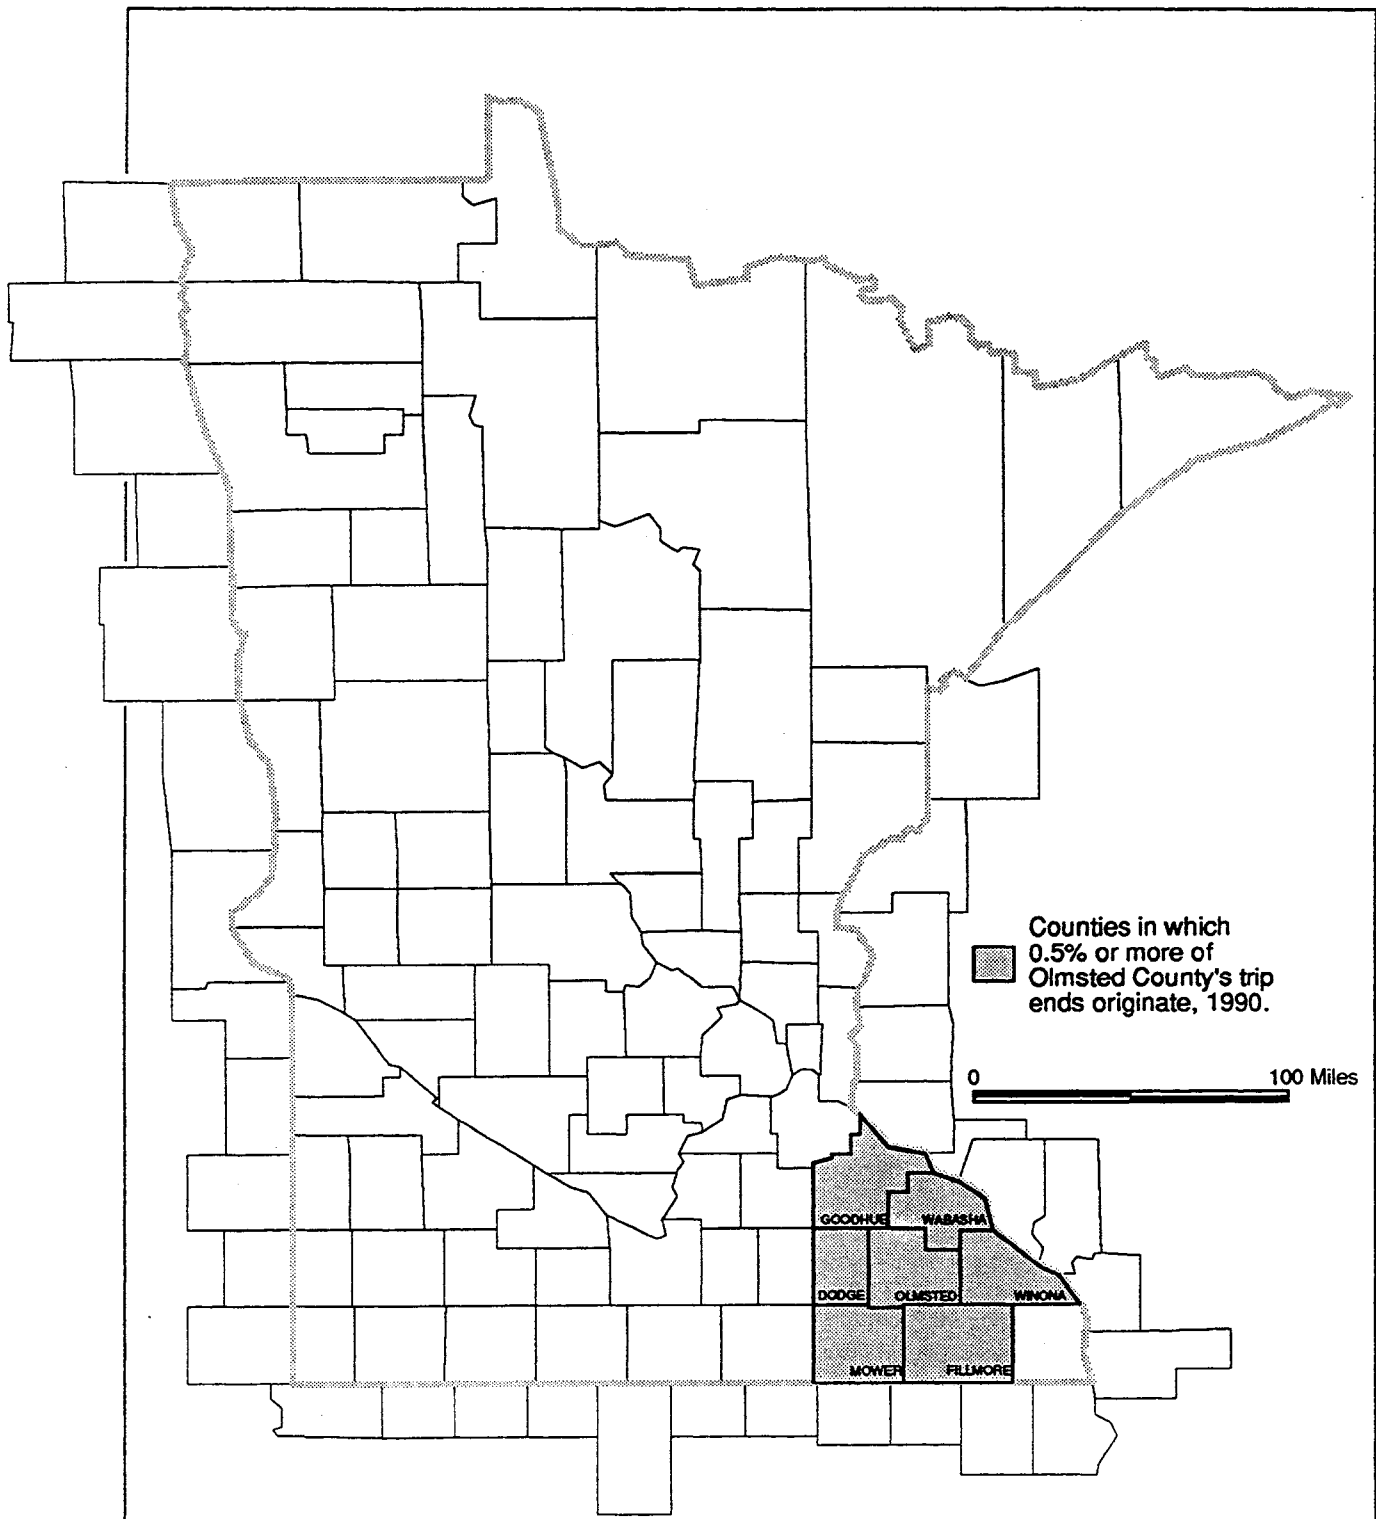 Counties in which
0.5% or more of
Olmsted County's trip
ends originate, 1990.
0 100 Miles
GOODHUE WABASHA
DODGE OLMSTED WINONA
MOWER FILLMORE